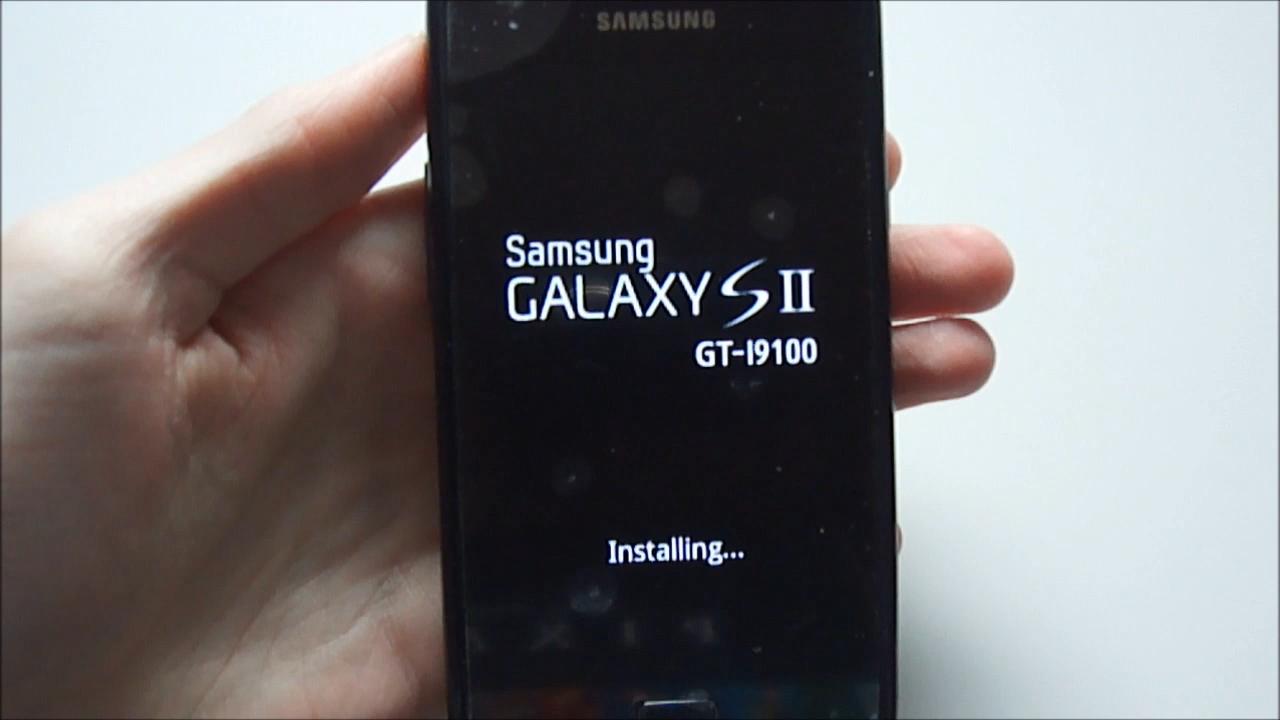 SAMSUNG
Samsung
GALAXY S II
GT-I9100
Installing...